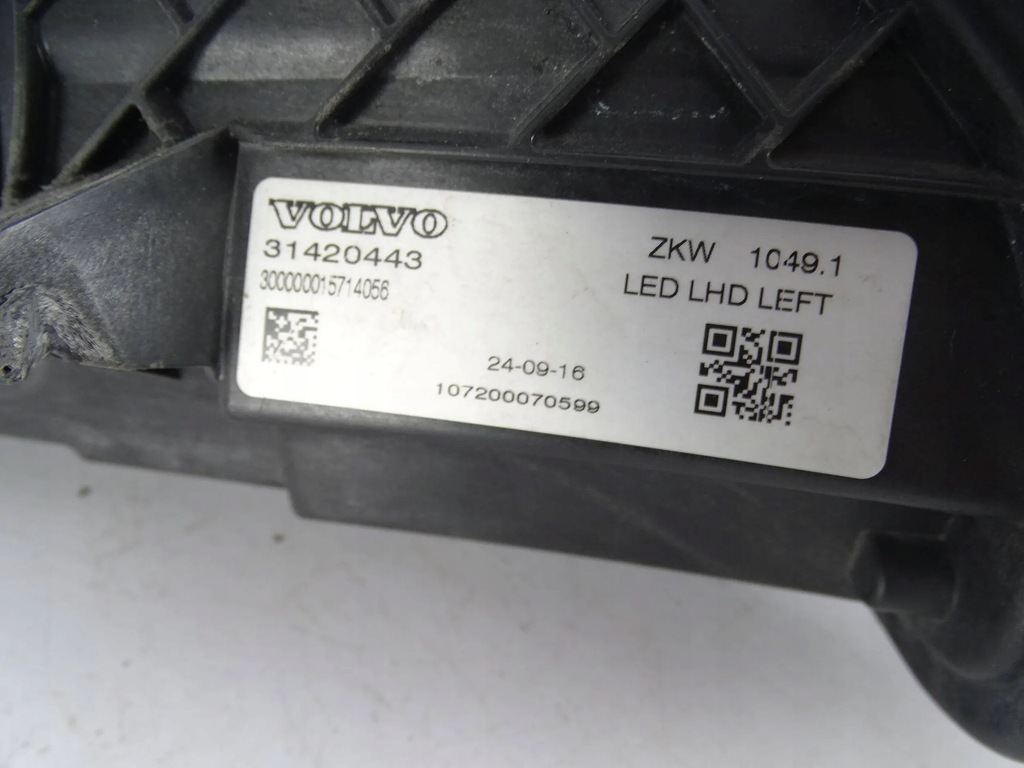 VOLVO
31420443
300000015714056
ZKW 1049.1
LED LHD LEFT
24-09-16
107200070599